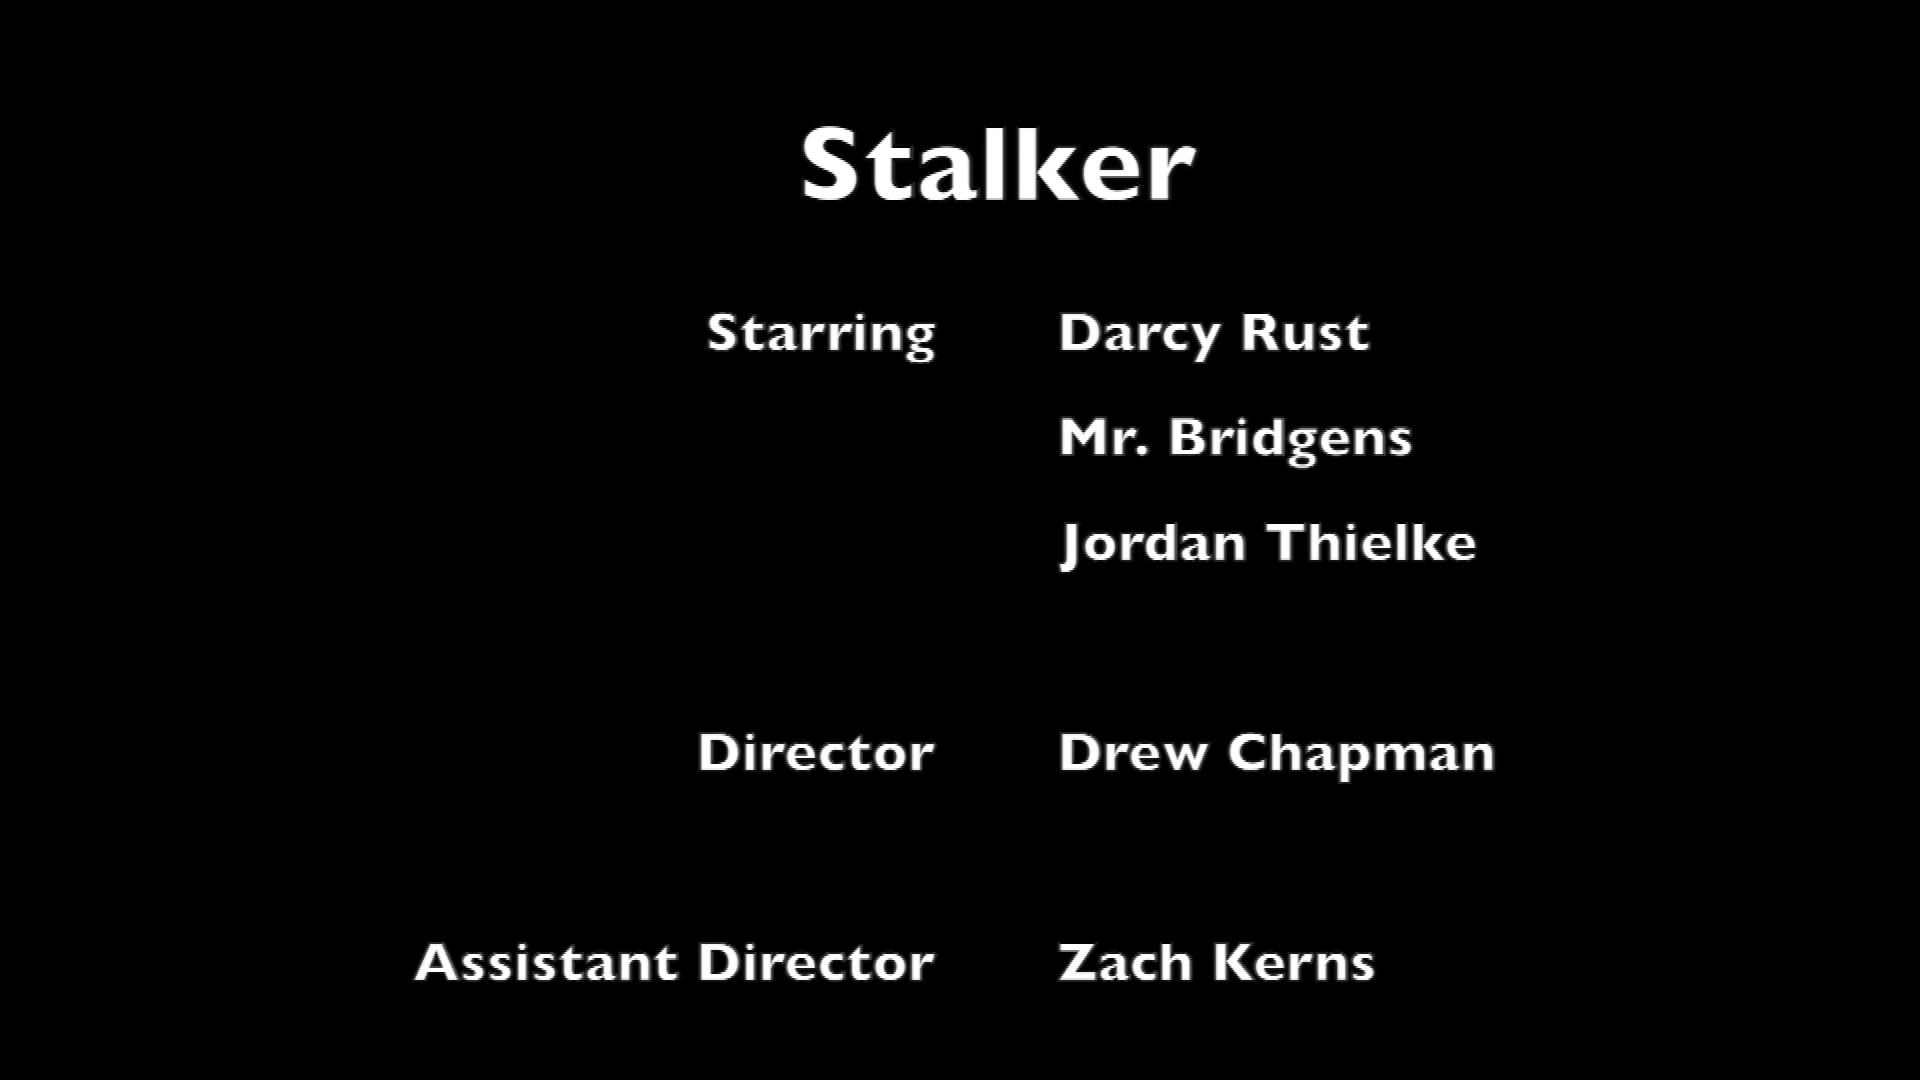 Stalker
Starring Darcy Rust
Mr. Bridgens
Jordan Thielke
Director Drew Chapman
Assistant Director Zach Kerns